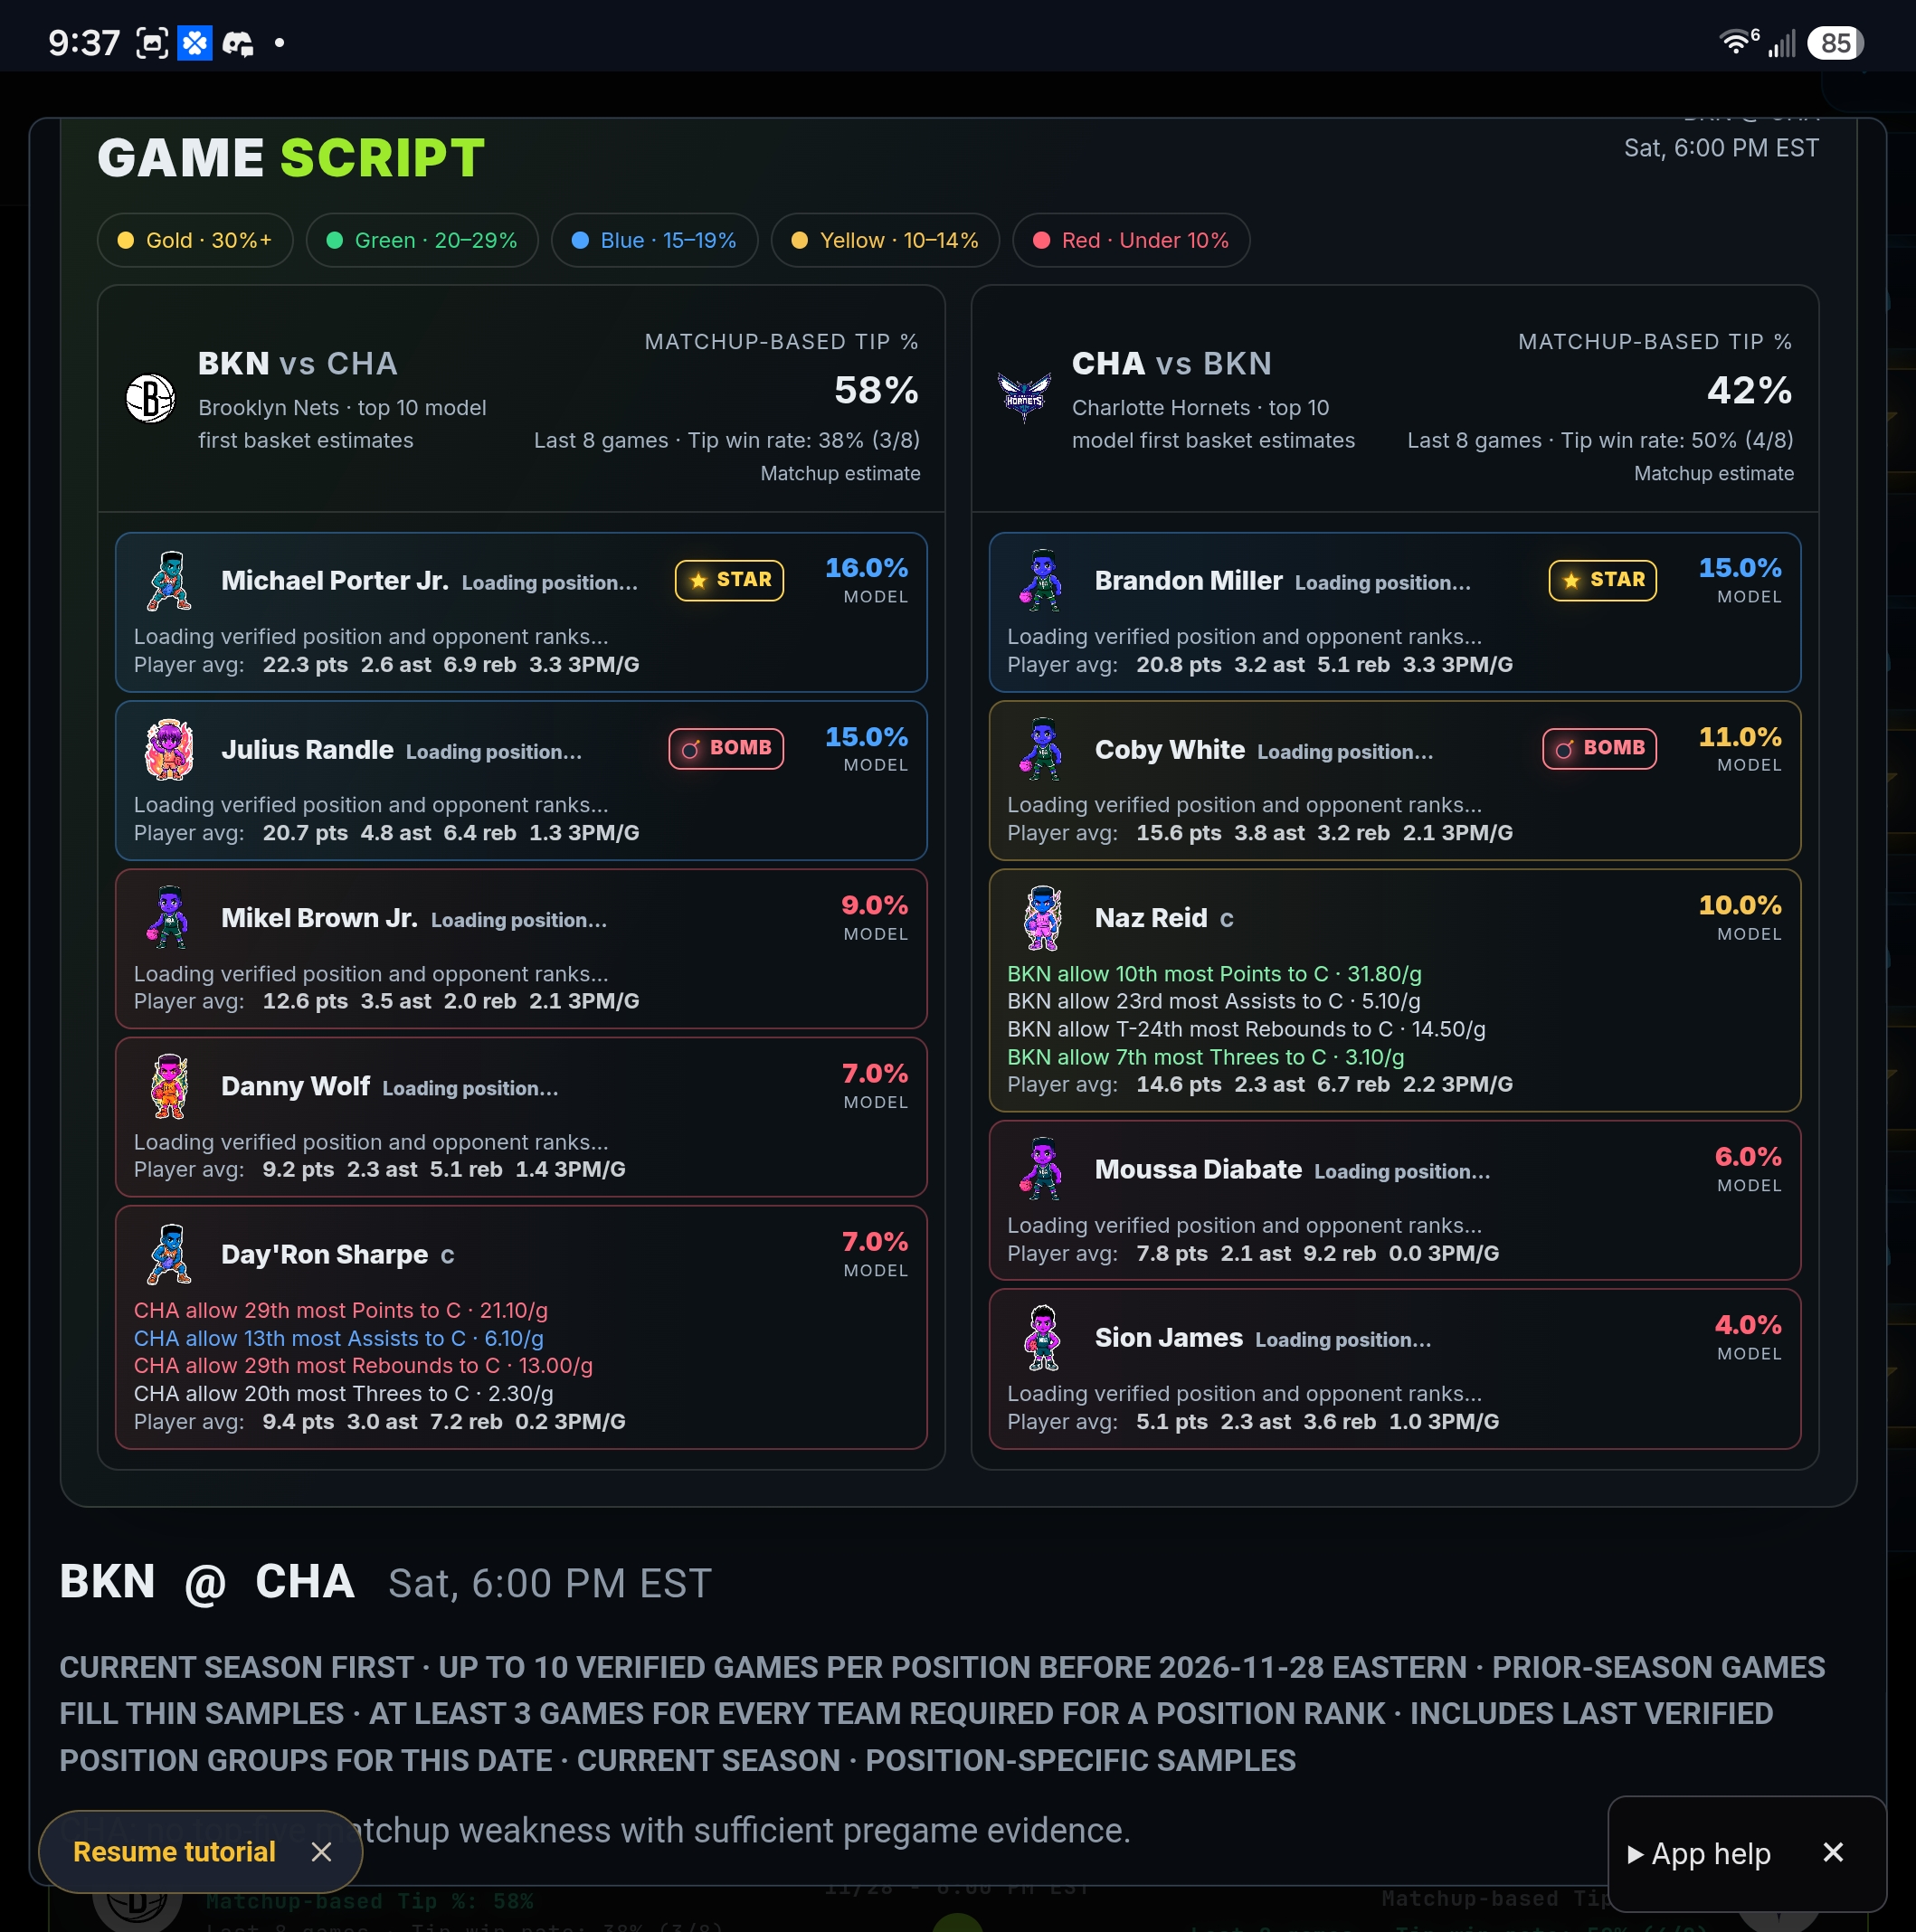 9:37
6
85
GAME SCRIPT
Sat, 6:00 PM EST
Gold · 30%+
Green · 20–29%
Blue · 15–19%
Yellow · 10–14%
Red · Under 10%
BKN vs CHA
Brooklyn Nets · top 10 model
first basket estimates
MATCHUP-BASED TIP %
58%
Last 8 games · Tip win rate: 38% (3/8)
Matchup estimate
Michael Porter Jr. Loading position...
STAR
16.0%
MODEL
Loading verified position and opponent ranks...
Player avg: 22.3 pts 2.6 ast 6.9 reb 3.3 3PM/G
Julius Randle Loading position...
BOMB
15.0%
MODEL
Loading verified position and opponent ranks...
Player avg: 20.7 pts 4.8 ast 6.4 reb 1.3 3PM/G
Mikel Brown Jr. Loading position...
9.0%
MODEL
Loading verified position and opponent ranks...
Player avg: 12.6 pts 3.5 ast 2.0 reb 2.1 3PM/G
Danny Wolf Loading position...
7.0%
MODEL
Loading verified position and opponent ranks...
Player avg: 9.2 pts 2.3 ast 5.1 reb 1.4 3PM/G
Day'Ron Sharpe C
7.0%
MODEL
CHA allow 29th most Points to C · 21.10/g
CHA allow 13th most Assists to C · 6.10/g
CHA allow 29th most Rebounds to C · 13.00/g
CHA allow 20th most Threes to C · 2.30/g
Player avg: 9.4 pts 3.0 ast 7.2 reb 0.2 3PM/G
HORNETS
CHA vs BKN
Charlotte Hornets · top 10
model first basket estimates
MATCHUP-BASED TIP %
42%
Last 8 games · Tip win rate: 50% (4/8)
Matchup estimate
Brandon Miller Loading position...
STAR
15.0%
MODEL
Loading verified position and opponent ranks...
Player avg: 20.8 pts 3.2 ast 5.1 reb 3.3 3PM/G
Coby White Loading position...
BOMB
11.0%
MODEL
Loading verified position and opponent ranks...
Player avg: 15.6 pts 3.8 ast 3.2 reb 2.1 3PM/G
Naz Reid C
10.0%
MODEL
BKN allow 10th most Points to C · 31.80/g
BKN allow 23rd most Assists to C · 5.10/g
BKN allow T-24th most Rebounds to C · 14.50/g
BKN allow 7th most Threes to C · 3.10/g
Player avg: 14.6 pts 2.3 ast 6.7 reb 2.2 3PM/G
Moussa Diabate Loading position...
6.0%
MODEL
Loading verified position and opponent ranks...
Player avg: 7.8 pts 2.1 ast 9.2 reb 0.0 3PM/G
Sion James Loading position...
4.0%
MODEL
Loading verified position and opponent ranks...
Player avg: 5.1 pts 2.3 ast 3.6 reb 1.0 3PM/G
BKN @ CHA Sat, 6:00 PM EST
CURRENT SEASON FIRST · UP TO 10 VERIFIED GAMES PER POSITION BEFORE 2026-11-28 EASTERN · PRIOR-SEASON GAMES
FILL THIN SAMPLES · AT LEAST 3 GAMES FOR EVERY TEAM REQUIRED FOR A POSITION RANK · INCLUDES LAST VERIFIED
POSITION GROUPS FOR THIS DATE · CURRENT SEASON · POSITION-SPECIFIC SAMPLES
CHA: no top-five matchup weakness with sufficient pregame evidence.
Resume tutorial
App help
Matchup-based Tip %: 58%
11/28 - 6:00 PM EST
Matchup-based Tip